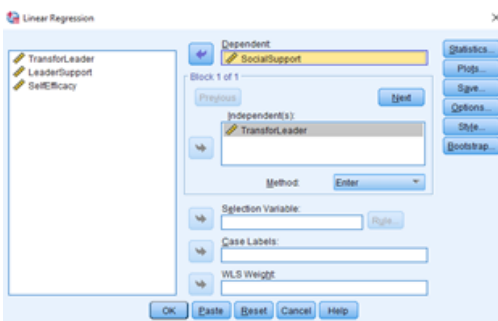 Linear Regression
TransforLeader
LeaderSupport
SelfEfficacy
Dependent:
SocialSupport
Block 1 of 1
Previous
Next
Independent(s):
TransforLeader
Method:
Enter
Selection Variable:
Rule...
Case Labels:
WLS Weight:
Statistics...
Plots...
Save...
Options...
Style...
Bootstrap...
OK
Paste
Reset
Cancel
Help